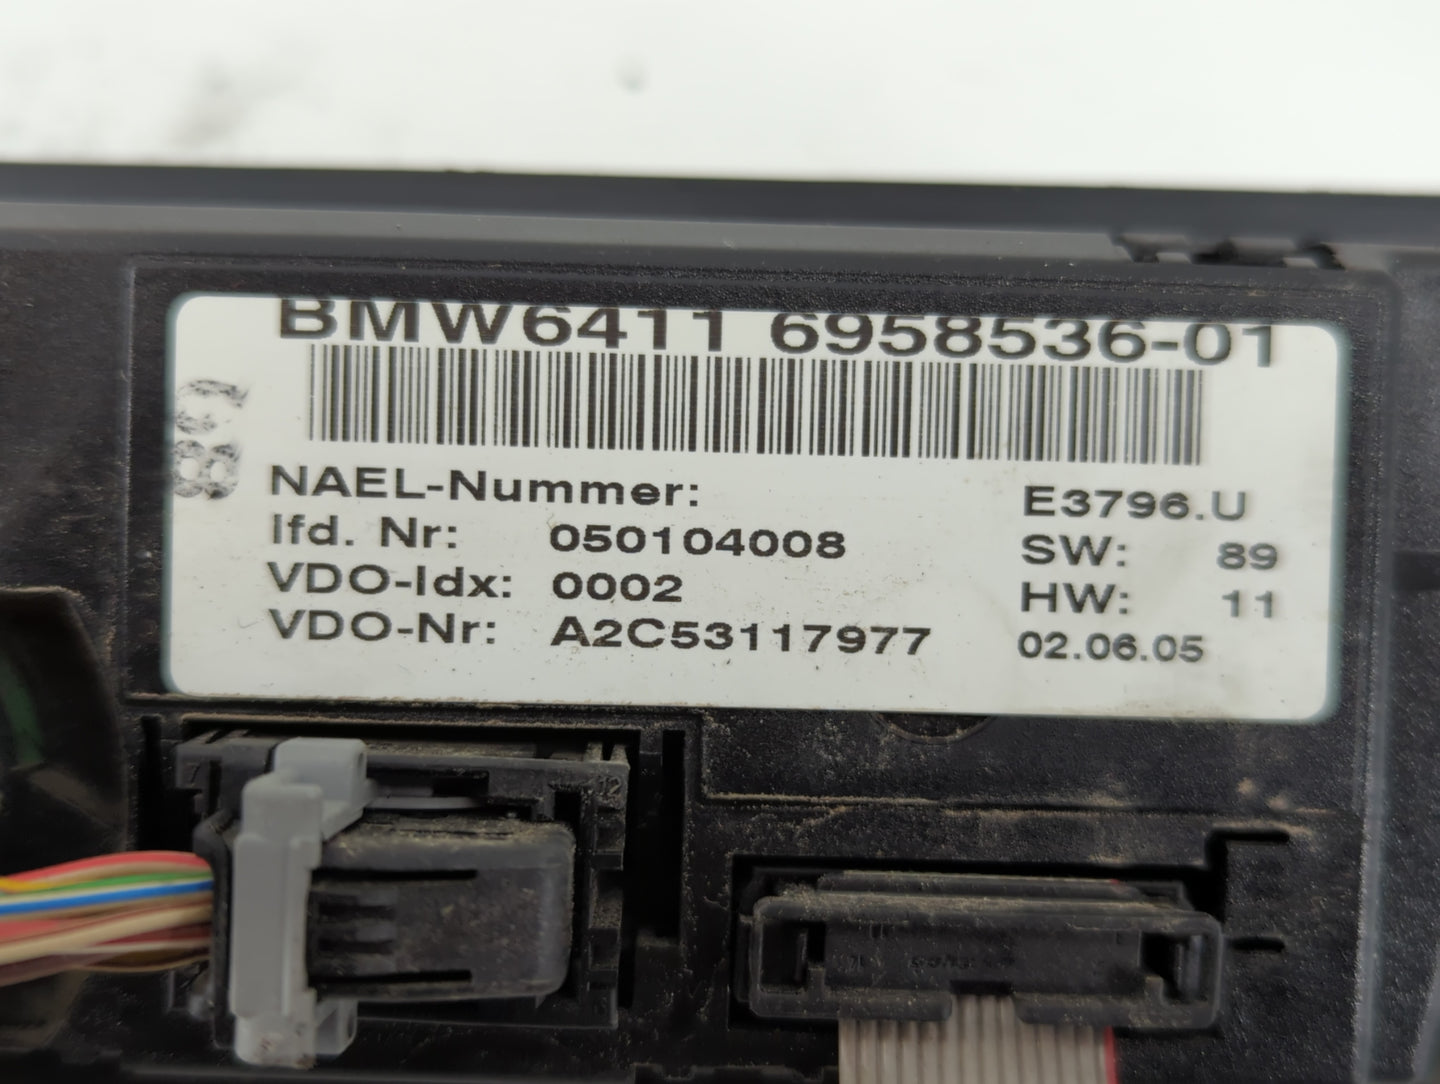 BMW6411 6958536-01
NAEL-Nummer: E3796.U
lfd. Nr: 050104008 SW: 89
VDO-Idx: 0002 HW: 11
VDO-Nr: A2C53117977 02.06.05
12